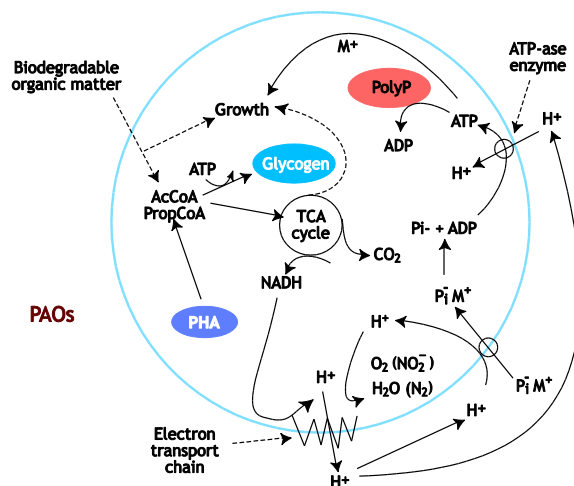 M+
ATP-ase
enzyme
Biodegradable
organic matter
PolyP
Growth
ATP
H+
ADP
ATP
Glycogen
H+
AcCoA
PropCoA
TCA
cycle
Pi- + ADP
CO₂
NADH
Pi⁻ M+
PAOs
PHA
H+
O₂ (NO₂⁻)
H₂O (N₂)
H+
Pi⁻ M+
H+
Electron
transport
chain
H+